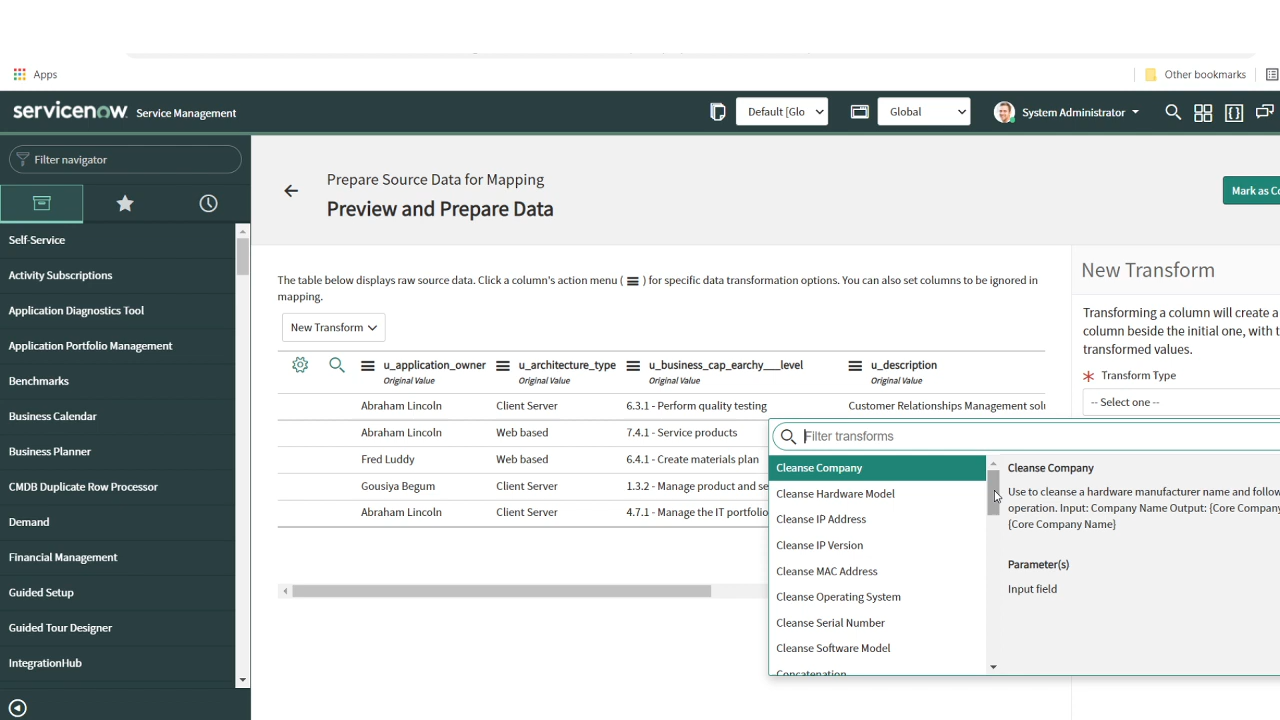 Apps
Other bookmarks
servicenow Service Management
Default [Glo
Global
System Administrator
Filter navigator
Self-Service
Activity Subscriptions
Application Diagnostics Tool
Application Portfolio Management
Benchmarks
Business Calendar
Business Planner
CMDB Duplicate Row Processor
Demand
Financial Management
Guided Setup
Guided Tour Designer
IntegrationHub
Prepare Source Data for Mapping
Preview and Prepare Data
Mark as Co
The table below displays raw source data. Click a column's action menu ( ) for specific data transformation options. You can also set columns to be ignored in
mapping.
New Transform
u_application_owner u_architecture_type u_business_cap_earchy___level u_description
Original Value Original Value Original Value Original Value
Abraham Lincoln Client Server 6.3.1 - Perform quality testing Customer Relationships Management solu
Abraham Lincoln Web based 7.4.1 - Service products
Fred Luddy Web based 6.4.1 - Create materials plan
Gousiya Begum Client Server 1.3.2 - Manage product and se
Abraham Lincoln Client Server 4.7.1 - Manage the IT portfolio
New Transform
Transforming a column will create a
column beside the initial one, with t
transformed values.
Transform Type
-- Select one --
Filter transforms
Cleanse Company
Cleanse Hardware Model
Cleanse IP Address
Cleanse IP Version
Cleanse MAC Address
Cleanse Operating System
Cleanse Serial Number
Cleanse Software Model
Concatenation
Cleanse Company
Use to cleanse a hardware manufacturer name and follow
operation. Input: Company Name Output: {Core Company
{Core Company Name}
Parameter(s)
Input field